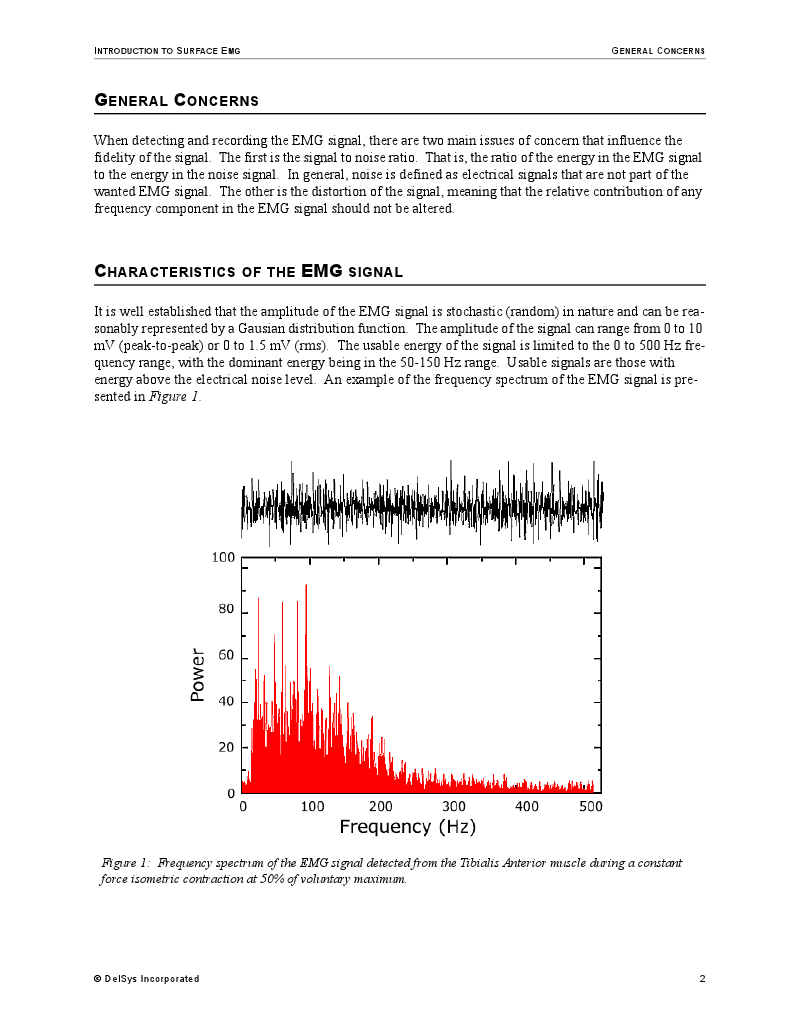 INTRODUCTION TO SURFACE EMG
GENERAL CONCERNS
GENERAL CONCERNS
When detecting and recording the EMG signal, there are two main issues of concern that influence the
fidelity of the signal. The first is the signal to noise ratio. That is, the ratio of the energy in the EMG signal
to the energy in the noise signal. In general, noise is defined as electrical signals that are not part of the
wanted EMG signal. The other is the distortion of the signal, meaning that the relative contribution of any
frequency component in the EMG signal should not be altered.
CHARACTERISTICS OF THE EMG SIGNAL
It is well established that the amplitude of the EMG signal is stochastic (random) in nature and can be rea-
sonably represented by a Gausian distribution function. The amplitude of the signal can range from 0 to 10
mV (peak-to-peak) or 0 to 1.5 mV (rms). The usable energy of the signal is limited to the 0 to 500 Hz fre-
quency range, with the dominant energy being in the 50-150 Hz range. Usable signals are those with
energy above the electrical noise level. An example of the frequency spectrum of the EMG signal is pre-
sented in Figure 1.
100
80
60
40
20
0
Power
0 100 200 300 400 500
Frequency (Hz)
Figure 1: Frequency spectrum of the EMG signal detected from the Tibialis Anterior muscle during a constant
force isometric contraction at 50% of voluntary maximum.
© DelSys Incorporated
2